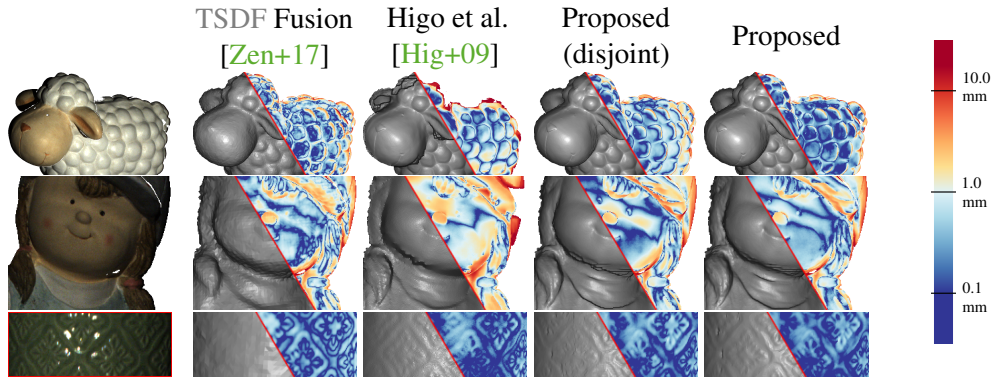 TSDF Fusion
[Zen+17]
Higo et al.
[Hig+09]
Proposed
(disjoint)
Proposed
10.0
mm
1.0
mm
0.1
mm